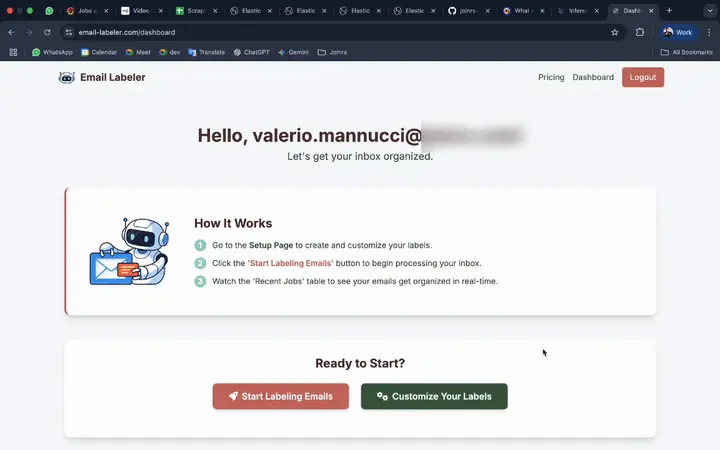 Jobs a
Video
Scrap
Elastic
Elastic
Elastic
Elastic
joinrs
What
Infere
Dashb
email-labeler.com/dashboard
Work
WhatsApp
Calendar
Meet
dev
Translate
ChatGPT
Gemini
Joinrs
All Bookmarks
Email Labeler
Pricing
Dashboard
Logout
Hello, valerio.mannucci@
Let's get your inbox organized.
How It Works
1 Go to the Setup Page to create and customize your labels.
2 Click the 'Start Labeling Emails' button to begin processing your inbox.
3 Watch the 'Recent Jobs' table to see your emails get organized in real-time.
Ready to Start?
Start Labeling Emails
Customize Your Labels